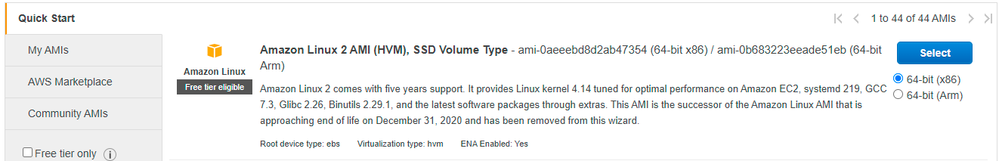 Quick Start
1 to 44 of 44 AMIs
My AMIs
AWS Marketplace
Community AMIs
Free tier only
Amazon Linux
Free tier eligible
Amazon Linux 2 AMI (HVM), SSD Volume Type - ami-0aeeebd8d2ab47354 (64-bit x86) / ami-0b683223eeade51eb (64-bit
Arm)
Amazon Linux 2 comes with five years support. It provides Linux kernel 4.14 tuned for optimal performance on Amazon EC2, systemd 219, GCC
7.3, Glibc 2.26, Binutils 2.29.1, and the latest software packages through extras. This AMI is the successor of the Amazon Linux AMI that is
approaching end of life on December 31, 2020 and has been removed from this wizard.
Root device type: ebs Virtualization type: hvm ENA Enabled: Yes
Select
64-bit (x86)
64-bit (Arm)